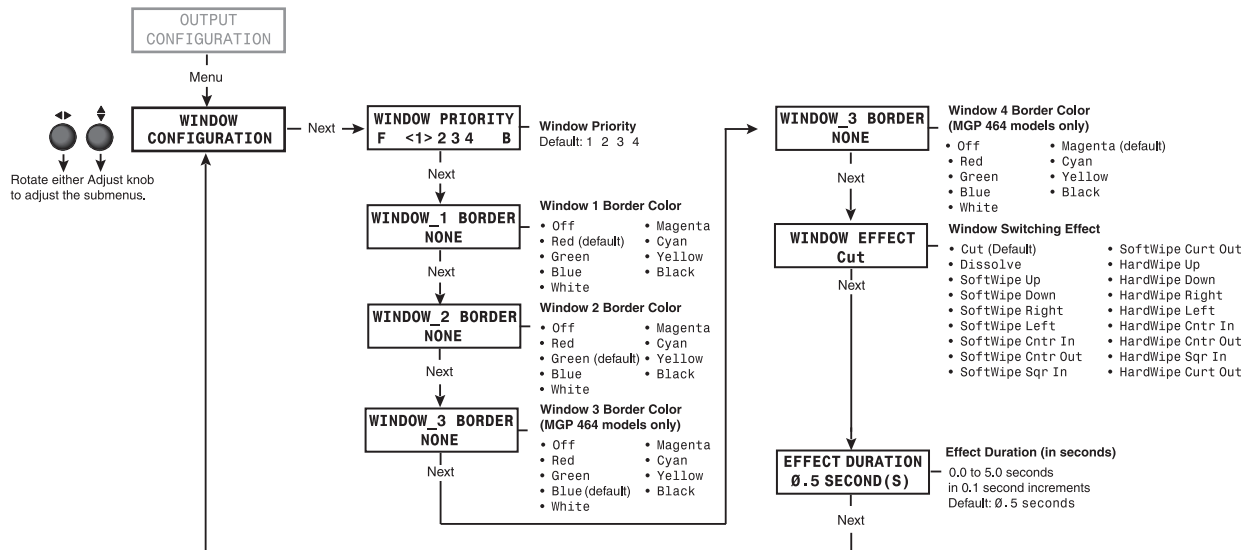 OUTPUT
CONFIGURATION
Menu
WINDOW
CONFIGURATION
Next
Rotate either Adjust knob
to adjust the submenus.
WINDOW PRIORITY
F <1> 2 3 4 B
Window Priority
Default: 1 2 3 4
Next
WINDOW_1 BORDER
NONE
Window 1 Border Color
• Off
• Red (default)
• Green
• Blue
• White
• Magenta
• Cyan
• Yellow
• Black
Next
WINDOW_2 BORDER
NONE
Window 2 Border Color
• Off
• Red
• Green (default)
• Blue
• White
• Magenta
• Cyan
• Yellow
• Black
Next
WINDOW_3 BORDER
NONE
Window 3 Border Color
(MGP 464 models only)
• Off
• Red
• Green
• Blue (default)
• White
• Magenta
• Cyan
• Yellow
• Black
Next
WINDOW_3 BORDER
NONE
Window 4 Border Color
(MGP 464 models only)
• Off
• Red
• Green
• Blue
• White
• Magenta (default)
• Cyan
• Yellow
• Black
Next
WINDOW EFFECT
Cut
Window Switching Effect
• Cut (Default)
• Dissolve
• SoftWipe Up
• SoftWipe Down
• SoftWipe Right
• SoftWipe Left
• SoftWipe Cntr In
• SoftWipe Cntr Out
• SoftWipe Sqr In
• SoftWipe Curt Out
• HardWipe Up
• HardWipe Down
• HardWipe Right
• HardWipe Left
• HardWipe Cntr In
• HardWipe Cntr Out
• HardWipe Sqr In
• HardWipe Curt Out
Next
EFFECT DURATION
Ø.5 SECOND(S)
Effect Duration (in seconds)
0.0 to 5.0 seconds
in 0.1 second increments
Default: Ø.5 seconds
Next